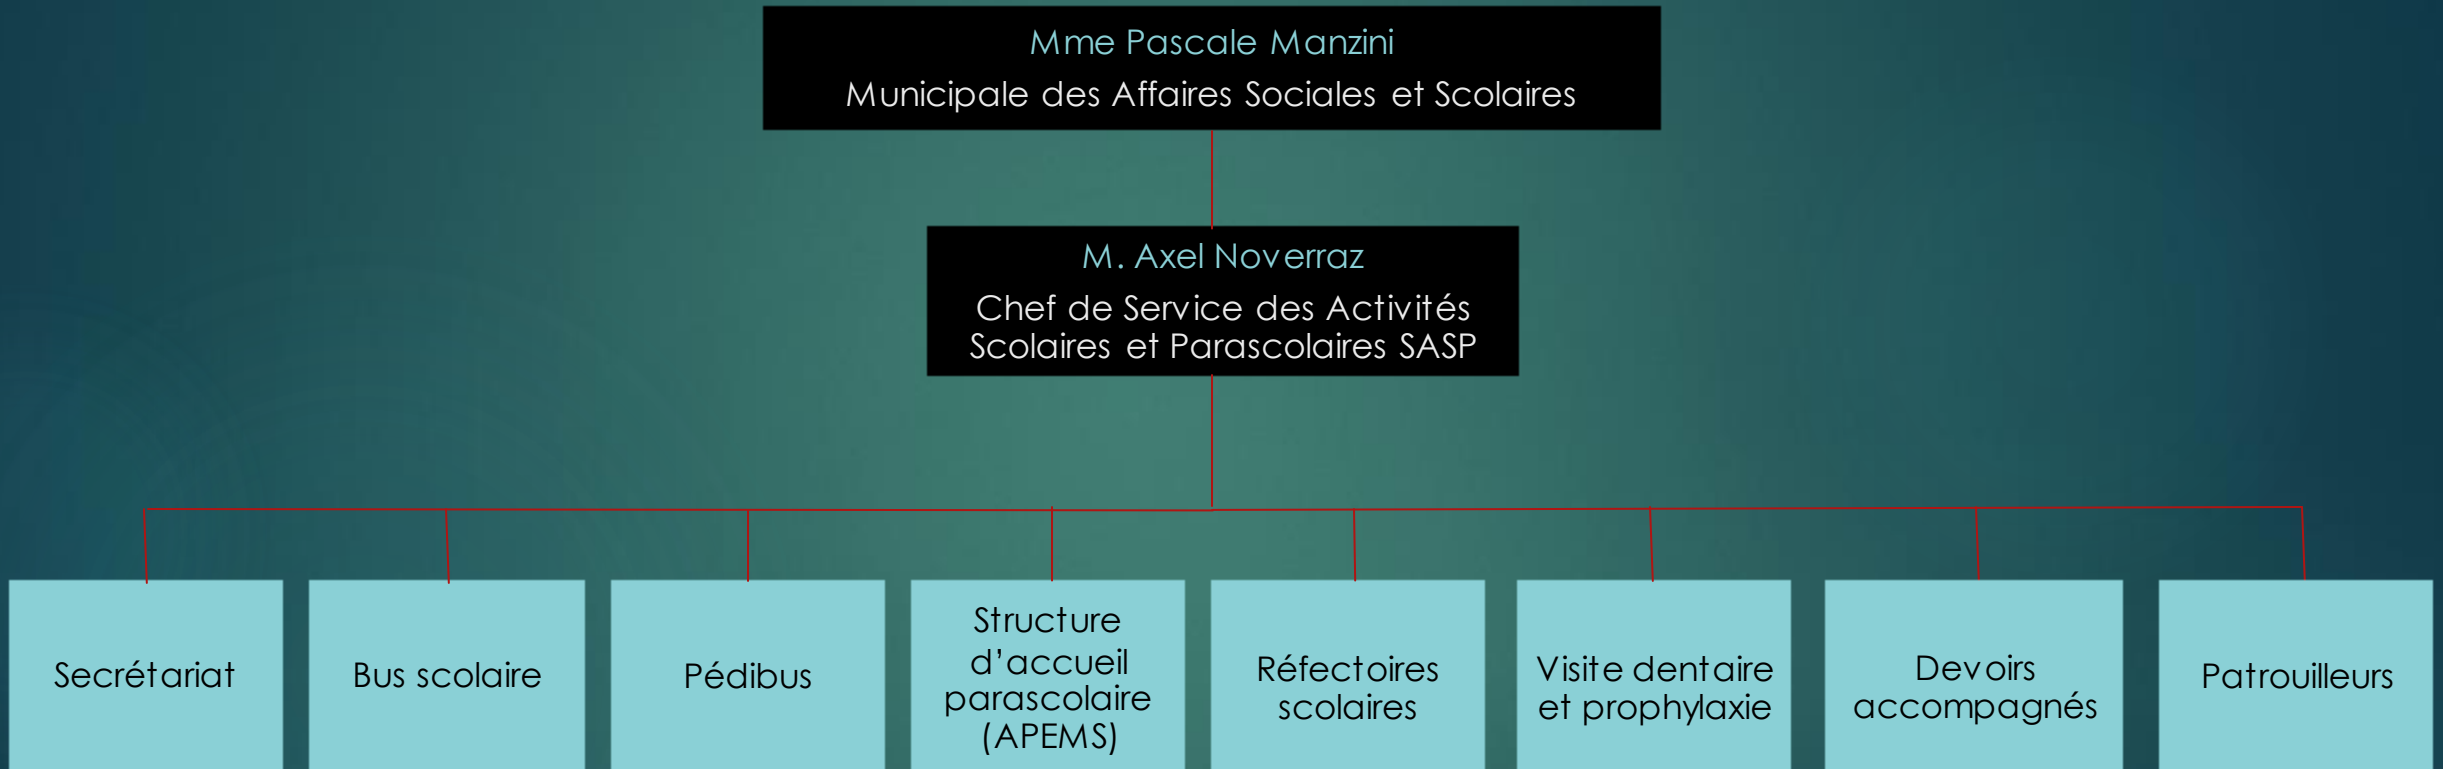 Mme Pascale Manzini
Municipale des Affaires Sociales et Scolaires
M. Axel Noverraz
Chef de Service des Activités
Scolaires et Parascolaires SASP
Secrétariat
Bus scolaire
Pédibus
Structure
d’accueil
parascolaire
(APEMS)
Réfectoires
scolaires
Visite dentaire
et prophylaxie
Devoirs
accompagnés
Patrouilleurs